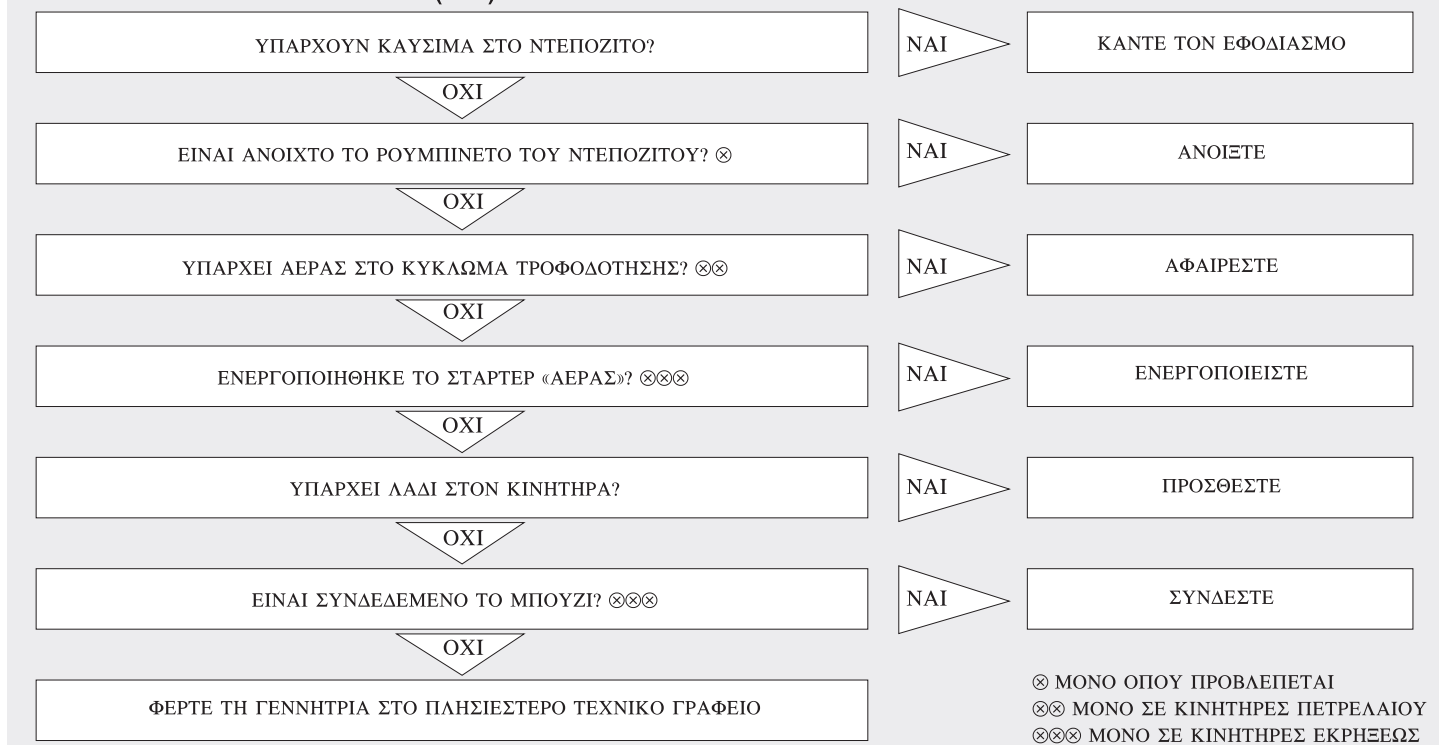 ΥΠΑΡΧΟΥΝ ΚΑΥΣΙΜΑ ΣΤΟ ΝΤΕΠΟΖΙΤΟ?
ΝΑΙ
ΚΑΝΤΕ ΤΟΝ ΕΦΟΔΙΑΣΜΟ
ΟΧΙ
ΕΙΝΑΙ ΑΝΟΙΧΤΟ ΤΟ ΡΟΥΜΠΙΝΕΤΟ ΤΟΥ ΝΤΕΠΟΖΙΤΟΥ? ⊗
ΝΑΙ
ΑΝΟΙΞΤΕ
ΟΧΙ
ΥΠΑΡΧΕΙ ΑΕΡΑΣ ΣΤΟ ΚΥΚΛΩΜΑ ΤΡΟΦΟΔΟΤΗΣΗΣ? ⊗⊗
ΝΑΙ
ΑΦΑΙΡΕΣΤΕ
ΟΧΙ
ΕΝΕΡΓΟΠΟΙΗΘΗΚΕ ΤΟ ΣΤΑΡΤΕΡ «ΑΕΡΑΣ»? ⊗⊗⊗
ΝΑΙ
ΕΝΕΡΓΟΠΟΙΕΙΣΤΕ
ΟΧΙ
ΥΠΑΡΧΕΙ ΛΑΔΙ ΣΤΟΝ ΚΙΝΗΤΗΡΑ?
ΝΑΙ
ΠΡΟΣΘΕΣΤΕ
ΟΧΙ
ΕΙΝΑΙ ΣΥΝΔΕΔΕΜΕΝΟ ΤΟ ΜΠΟΥΖΙ? ⊗⊗⊗
ΝΑΙ
ΣΥΝΔΕΣΤΕ
ΟΧΙ
ΦΕΡΤΕ ΤΗ ΓΕΝΝΗΤΡΙΑ ΣΤΟ ΠΛΗΣΙΕΣΤΕΡΟ ΤΕΧΝΙΚΟ ΓΡΑΦΕΙΟ
⊗ ΜΟΝΟ ΟΠΟΥ ΠΡΟΒΛΕΠΕΤΑΙ
⊗⊗ ΜΟΝΟ ΣΕ ΚΙΝΗΤΗΡΕΣ ΠΕΤΡΕΛΑΙΟΥ
⊗⊗⊗ ΜΟΝΟ ΣΕ ΚΙΝΗΤΗΡΕΣ ΕΚΡΗΞΕΩΣ